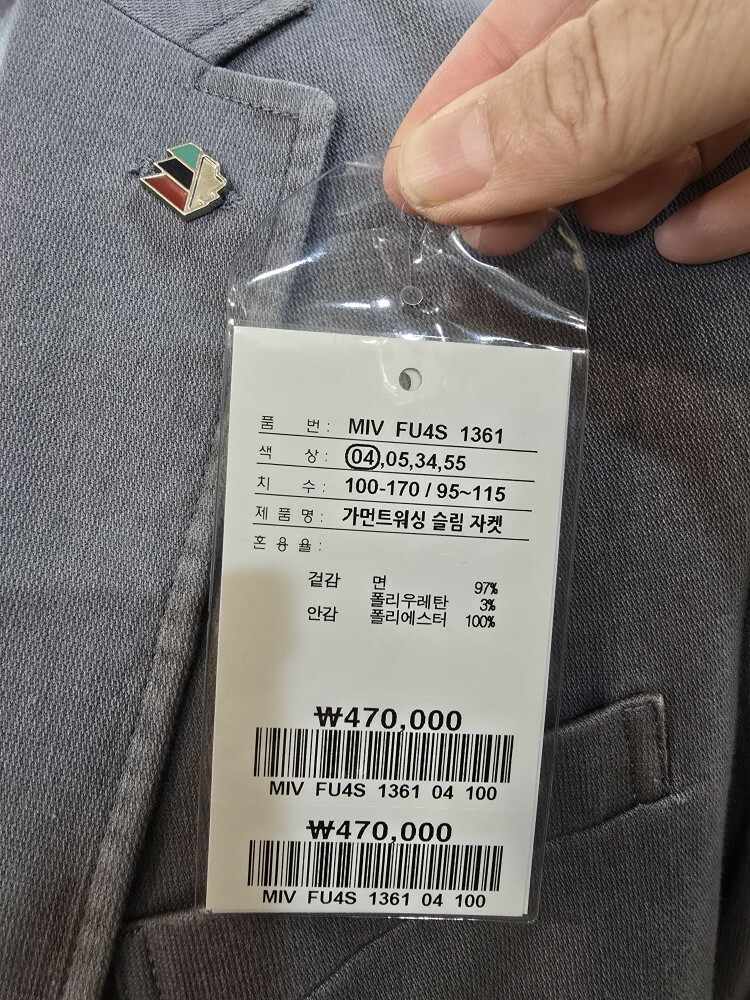 품 번 : MIV FU4S 1361
색 상 : 04,05,34,55
치 수 : 100-170 / 95~115
제 품 명 : 가먼트워싱 슬림 자켓
혼 용 율 :
겉감 면 97%
폴리우레탄 3%
안감 폴리에스터 100%
₩470,000
MIV FU4S 1361 04 100
₩470,000
MIV FU4S 1361 04 100